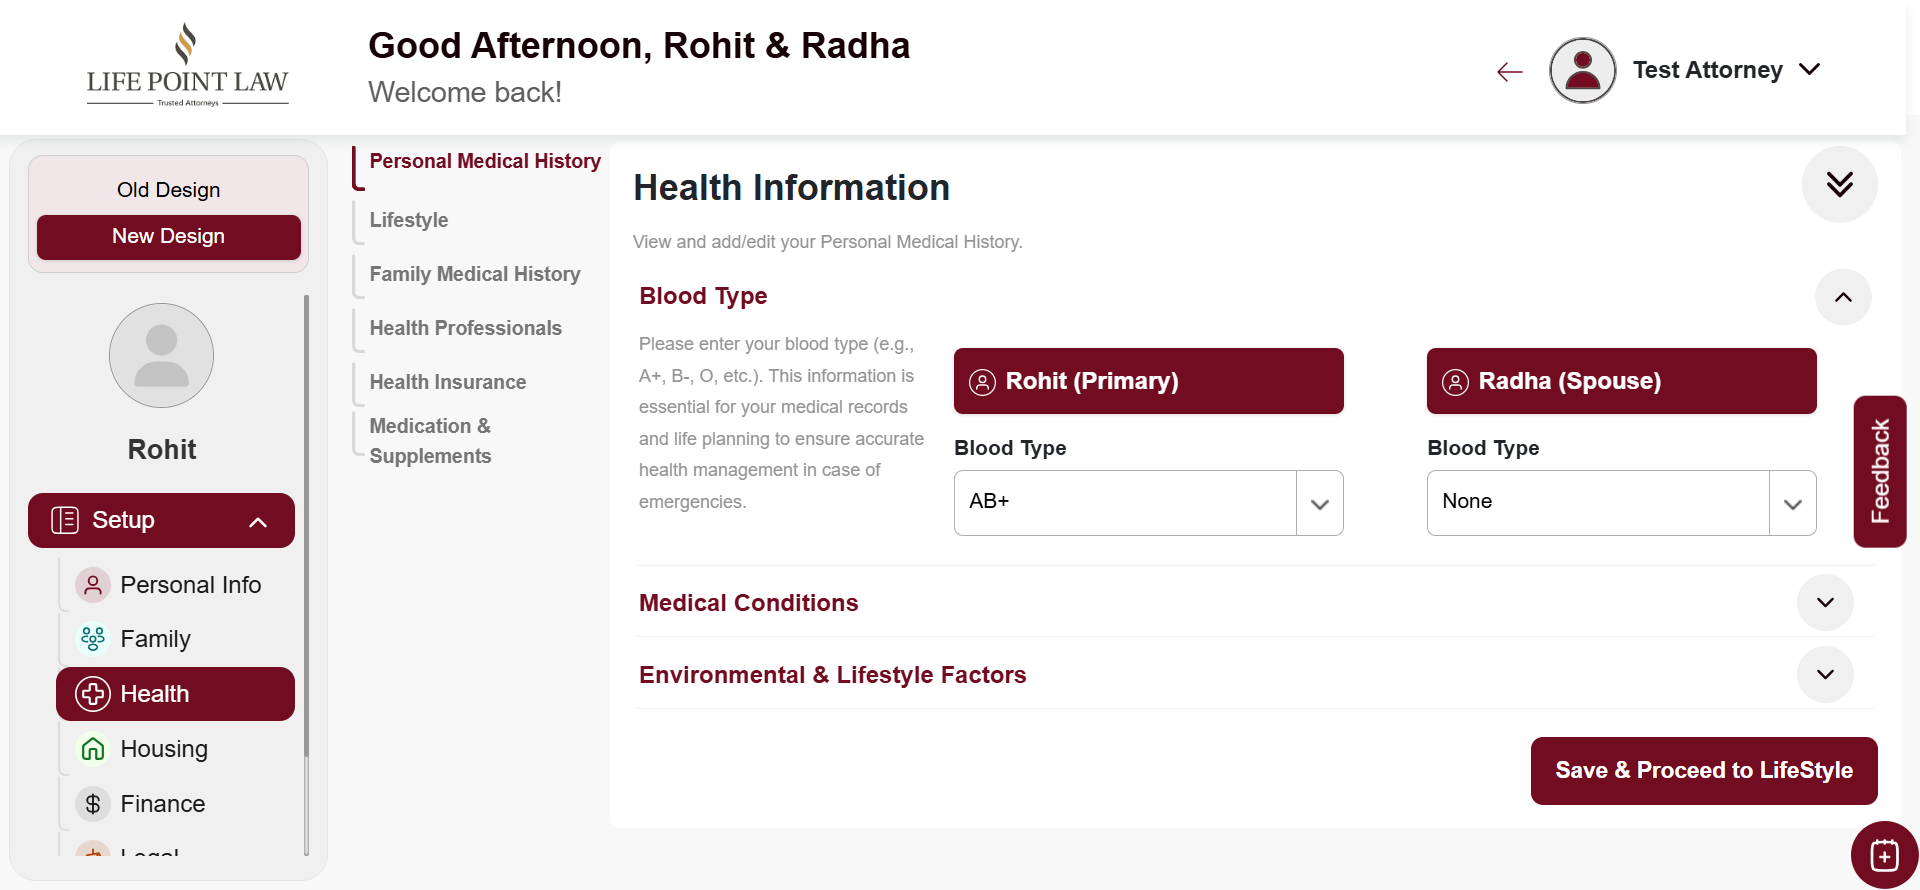 LIFE POINT LAW
Trusted Attorneys
Good Afternoon, Rohit & Radha
Welcome back!
Test Attorney
Old Design
New Design
Rohit
Setup
Personal Info
Family
Health
Housing
Finance
Legal
Personal Medical History
Lifestyle
Family Medical History
Health Professionals
Health Insurance
Medication &
Supplements
Health Information
View and add/edit your Personal Medical History.
Blood Type
Please enter your blood type (e.g.,
A+, B-, O, etc.). This information is
essential for your medical records
and life planning to ensure accurate
health management in case of
emergencies.
Rohit (Primary)
Blood Type
AB+
Radha (Spouse)
Blood Type
None
Medical Conditions
Environmental & Lifestyle Factors
Save & Proceed to LifeStyle
Feedback